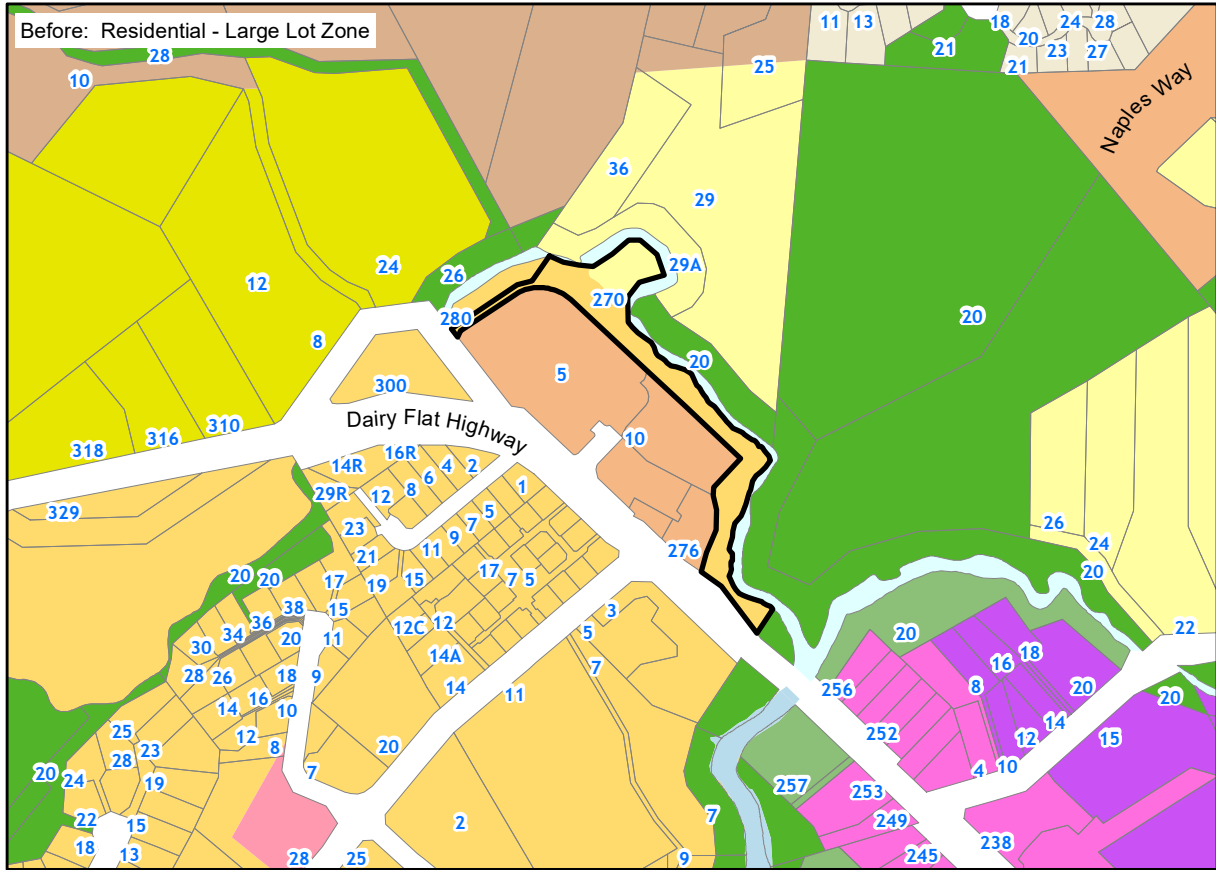 Before: Residential - Large Lot Zone
11 13 18 24 28
28 21 20 23 27
10 25 21
Naples Way
36
29
24 26 29A
12 270
280 20
8
20
5
300
Dairy Flat Highway
310 10
318 316 16R 4 2
14R 6
29R 12 8 1
329 5
23 7 26
9 24
21 11 276
20 20 17 19 15 17 7 5 20
38 15 3
36 12C 12 5 22
34 20 11 20
30 14A 7 16 18
28 26 18 9 14 11 8 20 20
16 256
14 10 252 14
25 12 12 15
23 8 20
28 4 10
20 24 19 7 257 253
22 15 2 7 249
18 13 238
28 25 9 245